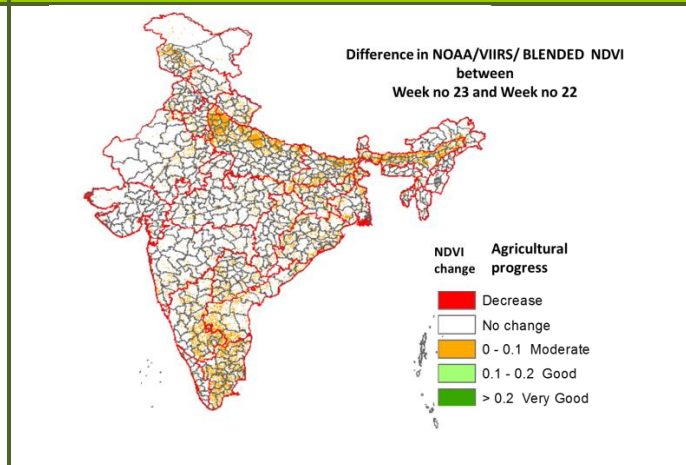 Difference in NOAA/VIIRS/ BLENDED NDVI
between
Week no 23 and Week no 22
NDVI change
Agricultural progress
Decrease
No change
0 - 0.1 Moderate
0.1 - 0.2 Good
> 0.2 Very Good